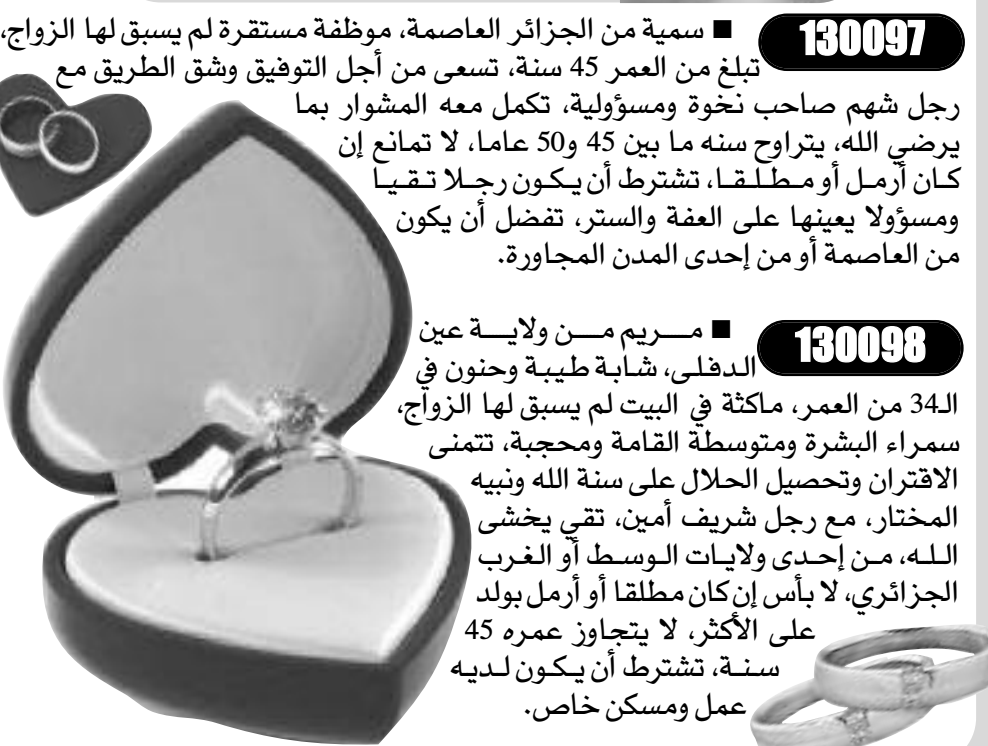 130097
■ سمية من الجزائر العاصمة، موظفة مستقرة لم يسبق لها الزواج،
تبلغ من العمر 45 سنة، تسعى من أجل التوفيق وشق الطريق مع
رجل شهم صاحب نخوة ومسؤولية، تكمل معه المشوار بما
يرضي الله، يتراوح سنه ما بين 45 و50 عاما، لا تمانع إن
كان أرمل أو مطلقا، تشترط أن يكون رجلا تقيا
ومسؤولا يعينها على العفة والستر، تفضل أن يكون
من العاصمة أو من إحدى المدن المجاورة.
130098
■ مريم من ولاية عين
الدفلى، شابة طيبة وحنون في
الـ34 من العمر، ماكثة في البيت لم يسبق لها الزواج،
سمراء البشرة ومتوسطة القامة ومحجبة، تتمنى
الاقتران وتحصيل الحلال على سنة الله ونبيه
المختار، مع رجل شريف أمين، تقي يخشى
الله، من إحدى ولايات الوسط أو الغرب
الجزائري، لا بأس إن كان مطلقا أو أرمل بولد
على الأكثر، لا يتجاوز عمره 45
سنة، تشترط أن يكون لديه
عمل ومسكن خاص.